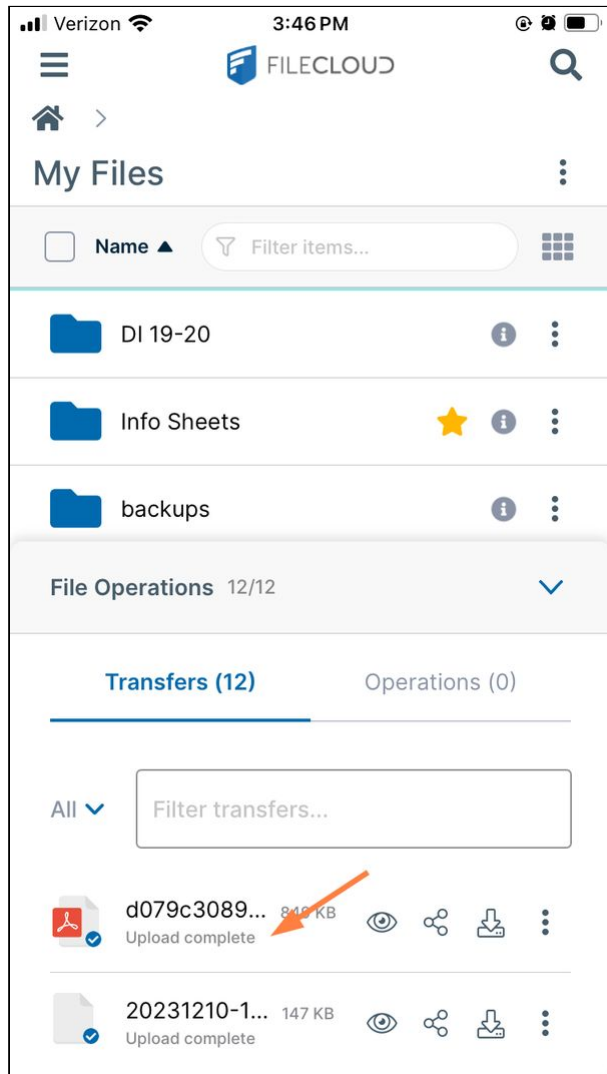 Verizon 3:46 PM
FILECLOUD
My Files
Name Filter items...
DI 19-20
Info Sheets
backups
File Operations 12/12
Transfers (12) Operations (0)
All Filter transfers...
d079c3089... KB
Upload complete
20231210-1... 147 KB
Upload complete